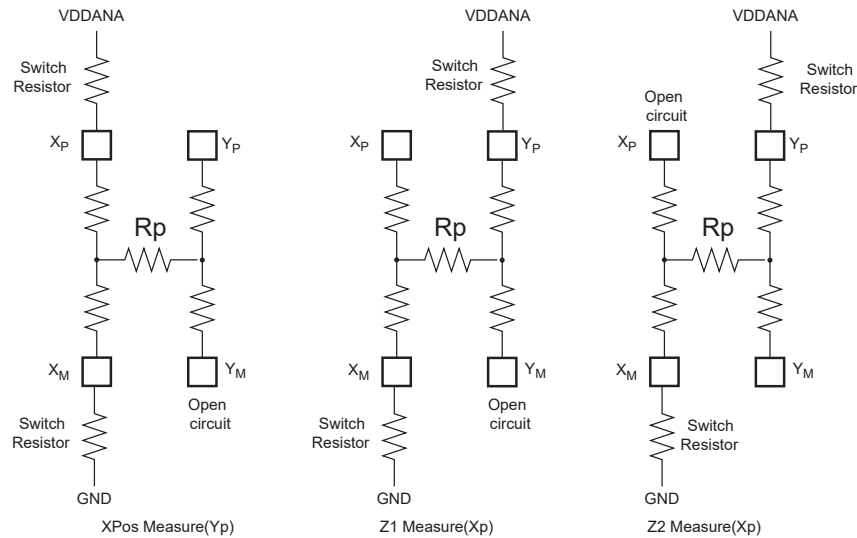 VDDANA
VDDANA
VDDANA
Switch
Resistor
Switch
Resistor
Switch
Resistor
Open
circuit
XP
YP
XP
YP
XP
YP
Rp
Rp
Rp
XM
YM
XM
YM
XM
YM
Open
circuit
Open
circuit
Switch
Resistor
Switch
Resistor
Switch
Resistor
GND
GND
GND
XPos Measure(Yp)
Z1 Measure(Xp)
Z2 Measure(Xp)